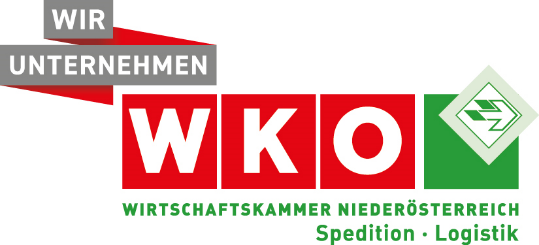 WIR
UNTERNEHMEN
WKO
WIRTSCHAFTSKAMMER NIEDERÖSTERREICH
Spedition · Logistik